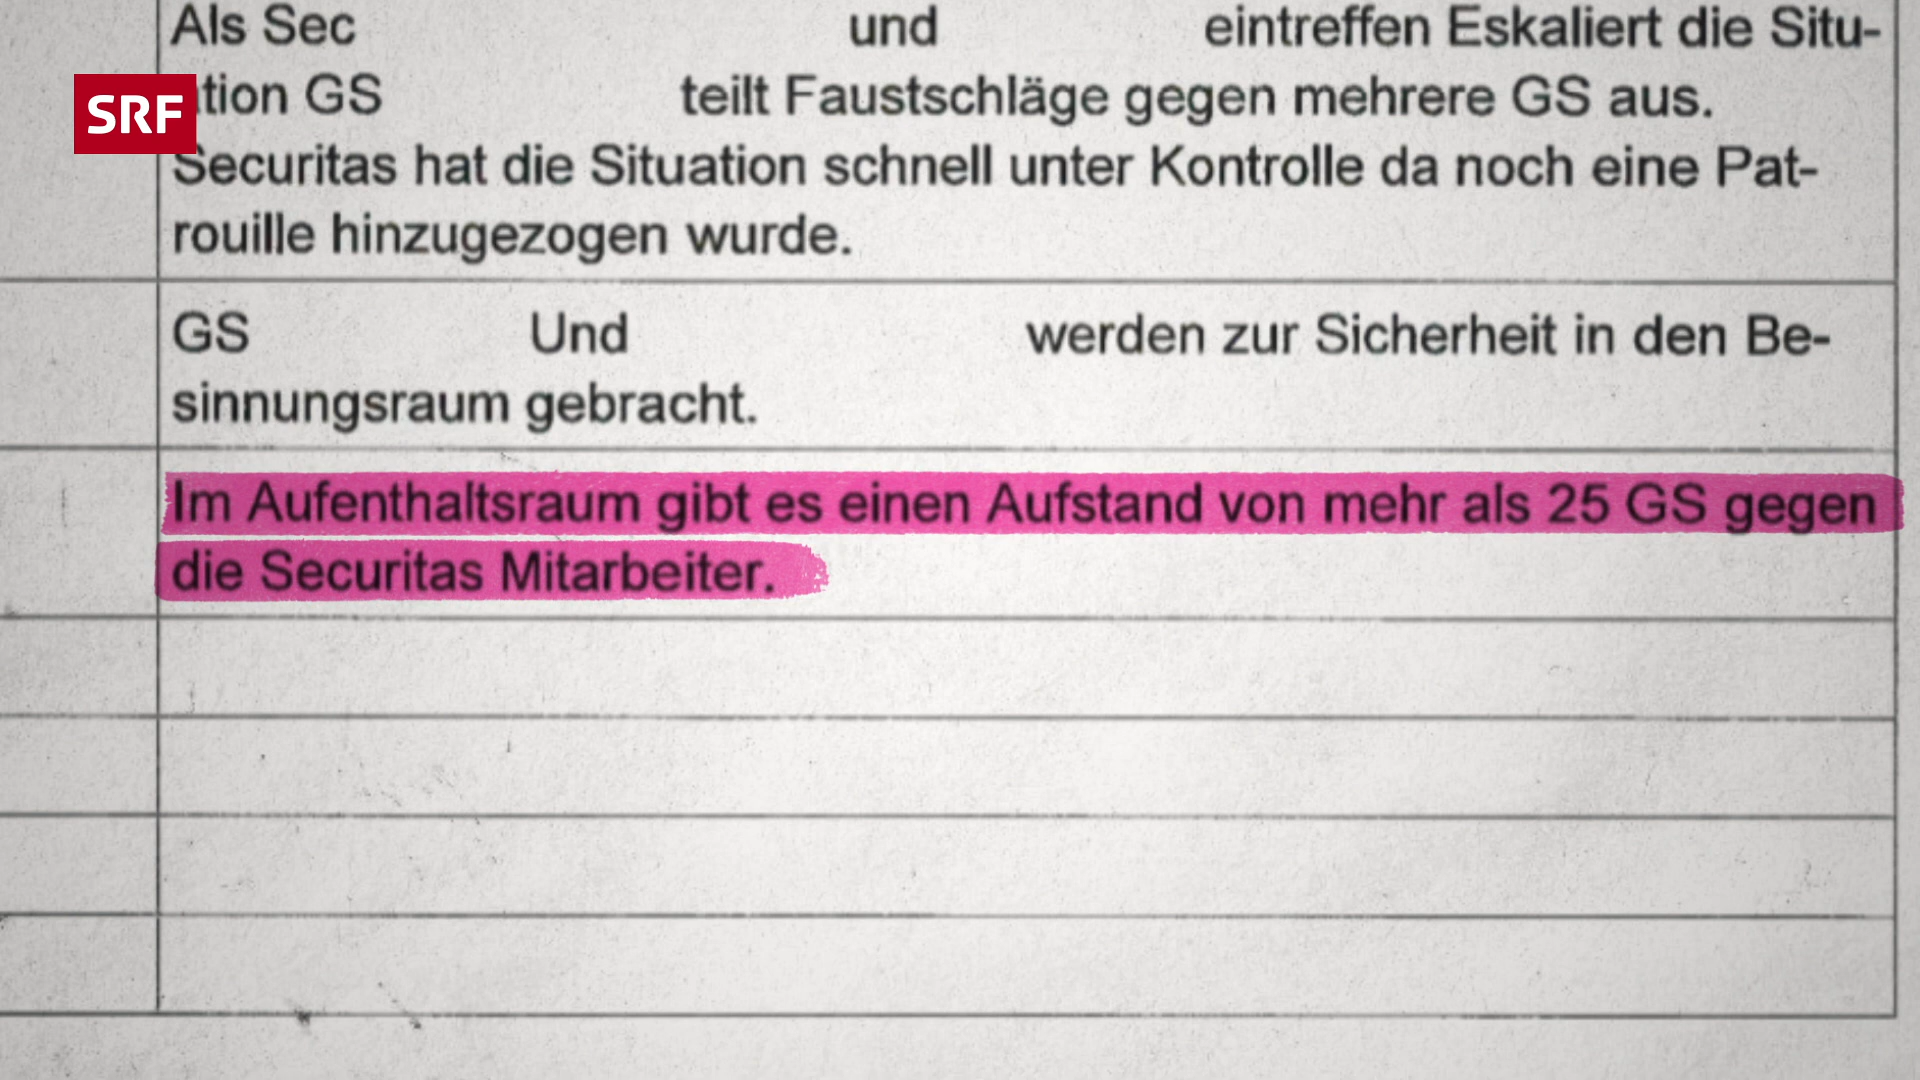 Als Sec und eintreffen Eskaliert die Situ-
SRF
tion GS teilt Faustschläge gegen mehrere GS aus.
Securitas hat die Situation schnell unter Kontrolle da noch eine Pat-
rouille hinzugezogen wurde.
GS Und werden zur Sicherheit in den Be-
sinnungsraum gebracht.
Im Aufenthaltsraum gibt es einen Aufstand von mehr als 25 GS gegen
die Securitas Mitarbeiter.